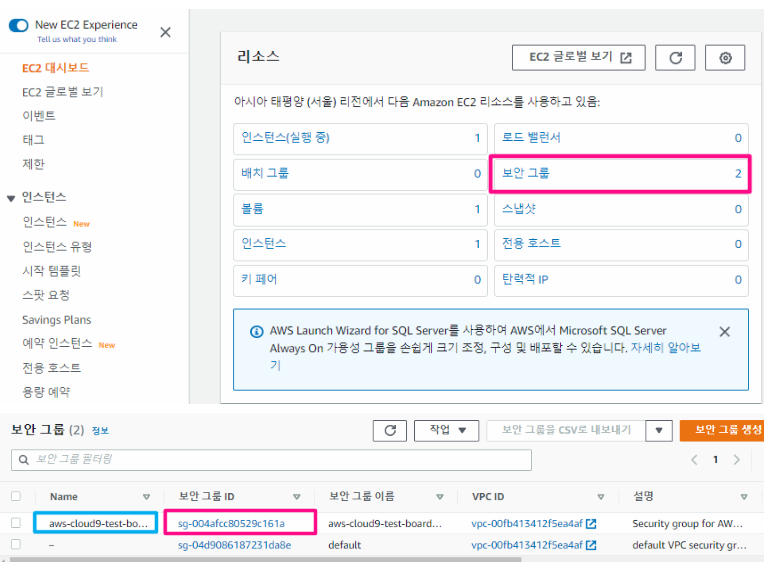 New EC2 Experience
Tell us what you think
EC2 대시보드
EC2 글로벌 보기
이벤트
태그
제한
인스턴스
인스턴스 New
인스턴스 유형
시작 템플릿
스팟 요청
Savings Plans
예약 인스턴스 New
전용 호스트
용량 예약
리소스
EC2 글로벌 보기
아시아 태평양 (서울) 리전에서 다음 Amazon EC2 리소스를 사용하고 있음:
인스턴스(실행 중) 1 로드 밸런서 0
배치 그룹 0 보안 그룹 2
볼륨 1 스냅샷 0
인스턴스 1 전용 호스트 0
키 페어 0 탄력적 IP 0
AWS Launch Wizard for SQL Server를 사용하여 AWS에서 Microsoft SQL Server
Always On 가용성 그룹을 손쉽게 크기 조정, 구성 및 배포할 수 있습니다. 자세히 알아보
기
보안 그룹 (2) 정보
작업 보안 그룹을 CSV로 내보내기 보안 그룹 생성
보안 그룹 필터링
1
Name 보안 그룹 ID 보안 그룹 이름 VPC ID 설명
aws-cloud9-test-bo... sg-004afcc80529c161a aws-cloud9-test-board... vpc-00fb413412f5ea4af Security group for AW...
– sg-04d9086187231da8e default vpc-00fb413412f5ea4af default VPC security gr...